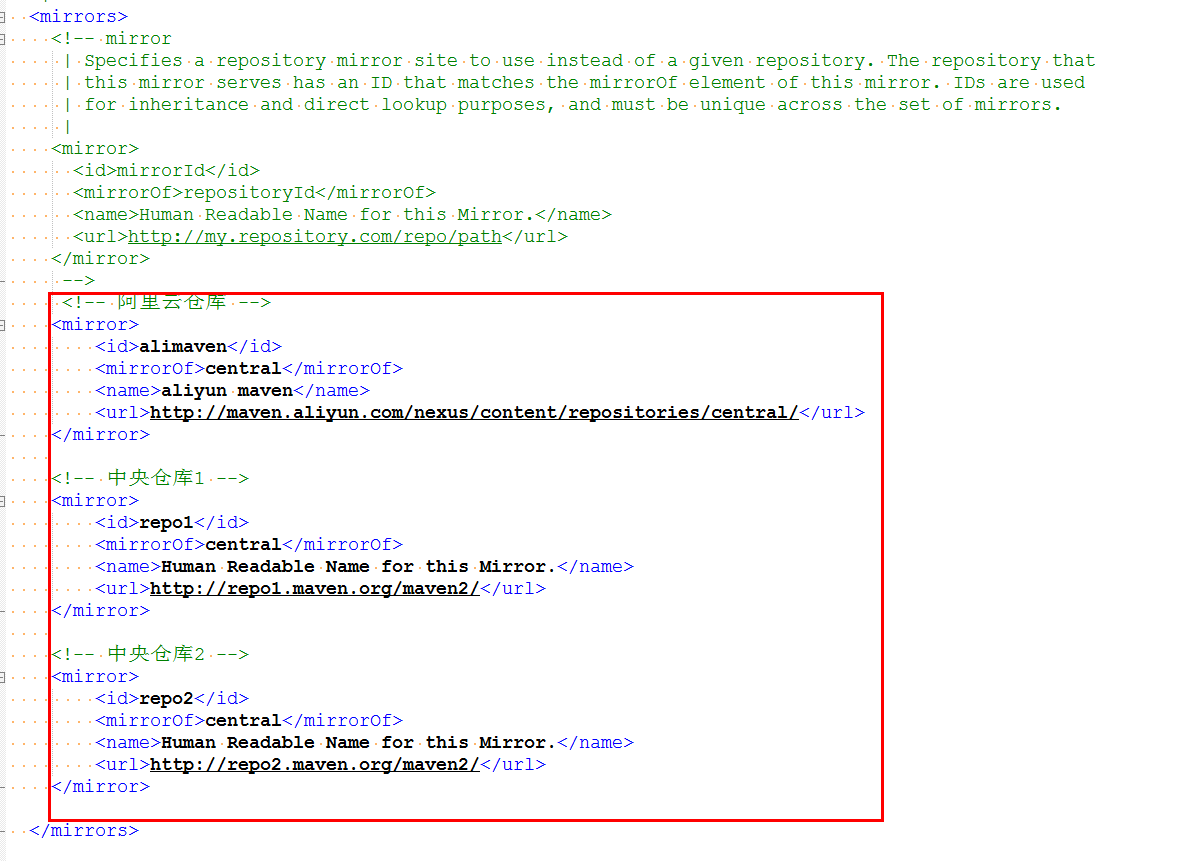 <mirrors>
<!-- mirror
| Specifies a repository mirror site to use instead of a given repository. The repository that
| this mirror serves has an ID that matches the mirrorOf element of this mirror. IDs are used
| for inheritance and direct lookup purposes, and must be unique across the set of mirrors.
|
<mirror>
<id>mirrorId</id>
<mirrorOf>repositoryId</mirrorOf>
<name>Human Readable Name for this Mirror.</name>
<url>http://my.repository.com/repo/path</url>
</mirror>
-->
<!-- 阿里云仓库 -->
<mirror>
<id>alimaven</id>
<mirrorOf>central</mirrorOf>
<name>aliyun maven</name>
<url>http://maven.aliyun.com/nexus/content/repositories/central/</url>
</mirror>
<!-- 中央仓库1 -->
<mirror>
<id>repo1</id>
<mirrorOf>central</mirrorOf>
<name>Human Readable Name for this Mirror.</name>
<url>http://repo1.maven.org/maven2/</url>
</mirror>
<!-- 中央仓库2 -->
<mirror>
<id>repo2</id>
<mirrorOf>central</mirrorOf>
<name>Human Readable Name for this Mirror.</name>
<url>http://repo2.maven.org/maven2/</url>
</mirror>
</mirrors>